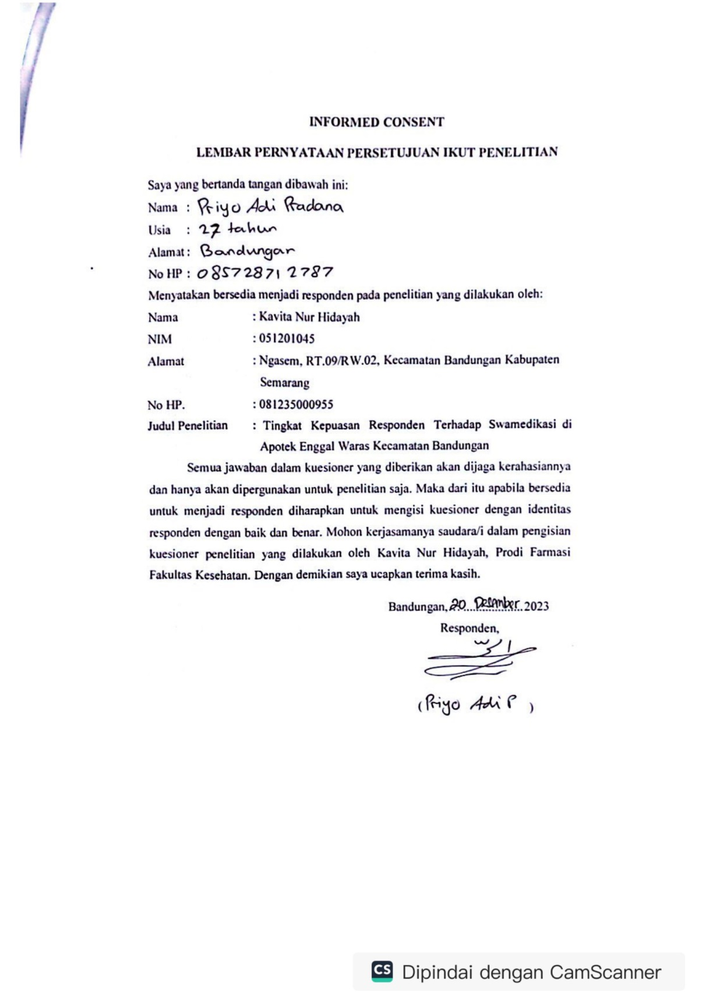 INFORMED CONSENT
LEMBAR PERNYATAAN PERSETUJUAN IKUT PENELITIAN
Saya yang bertanda tangan dibawah ini:
Nama : Priyo Adi Pradana
Usia : 27 tahun
Alamat : Bandungan
No HP : 085728712787
Menyatakan bersedia menjadi responden pada penelitian yang dilakukan oleh:
Nama : Kavita Nur Hidayah
NIM : 051201045
Alamat : Ngasem, RT.09/RW.02, Kecamatan Bandungan Kabupaten
Semarang
No HP. : 081235000955
Judul Penelitian : Tingkat Kepuasan Responden Terhadap Swamedikasi di
Apotek Enggal Waras Kecamatan Bandungan
Semua jawaban dalam kuesioner yang diberikan akan dijaga kerahasiannya
dan hanya akan dipergunakan untuk penelitian saja. Maka dari itu apabila bersedia
untuk menjadi responden diharapkan untuk mengisi kuesioner dengan identitas
responden dengan baik dan benar. Mohon kerjasamanya saudara/i dalam pengisian
kuesioner penelitian yang dilakukan oleh Kavita Nur Hidayah, Prodi Farmasi
Fakultas Kesehatan. Dengan demikian saya ucapkan terima kasih.
Bandungan, 20 Desember 2023
Responden,
(Priyo Adi P)
CS Dipindai dengan CamScanner